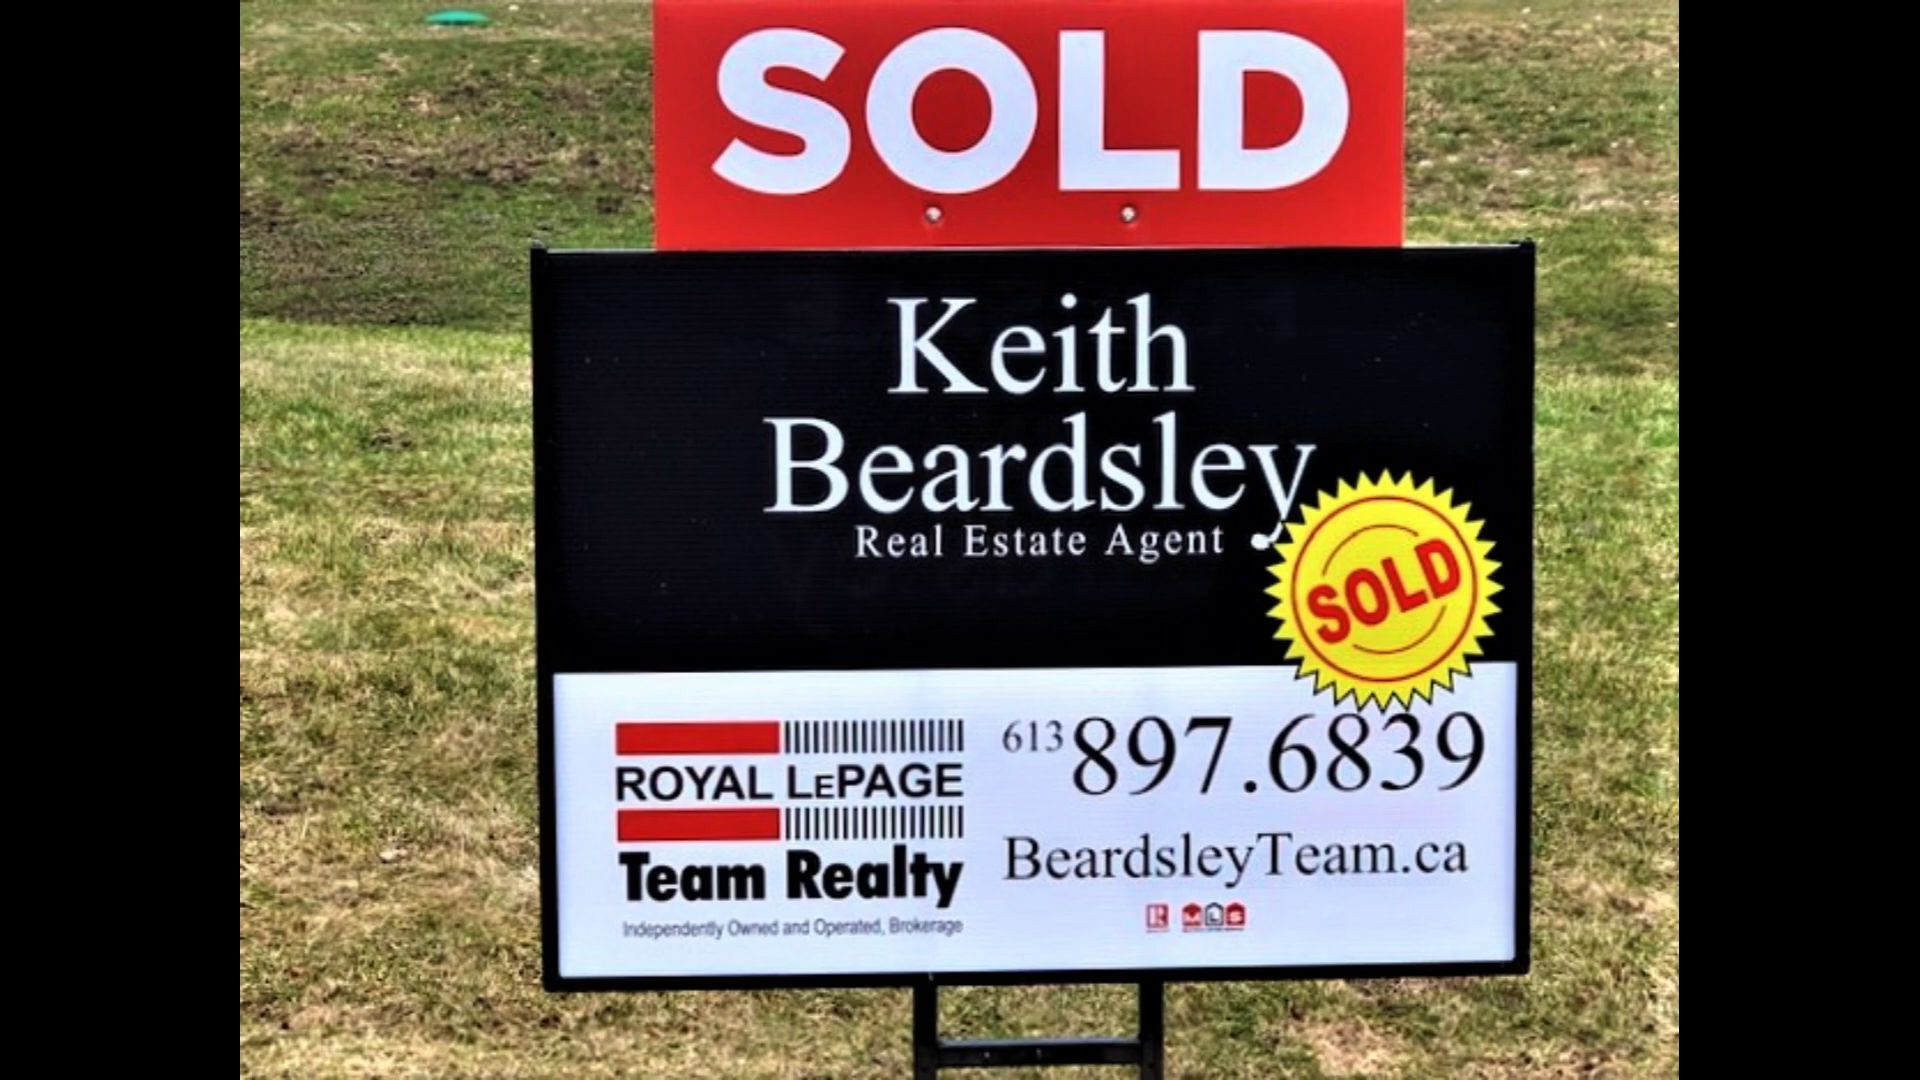 SOLD
Keith
Beardsley
Real Estate Agent
SOLD
ROYAL LEPAGE
Team Realty
Independently Owned and Operated, Brokerage
613 897.6839
BeardsleyTeam.ca
R MLS